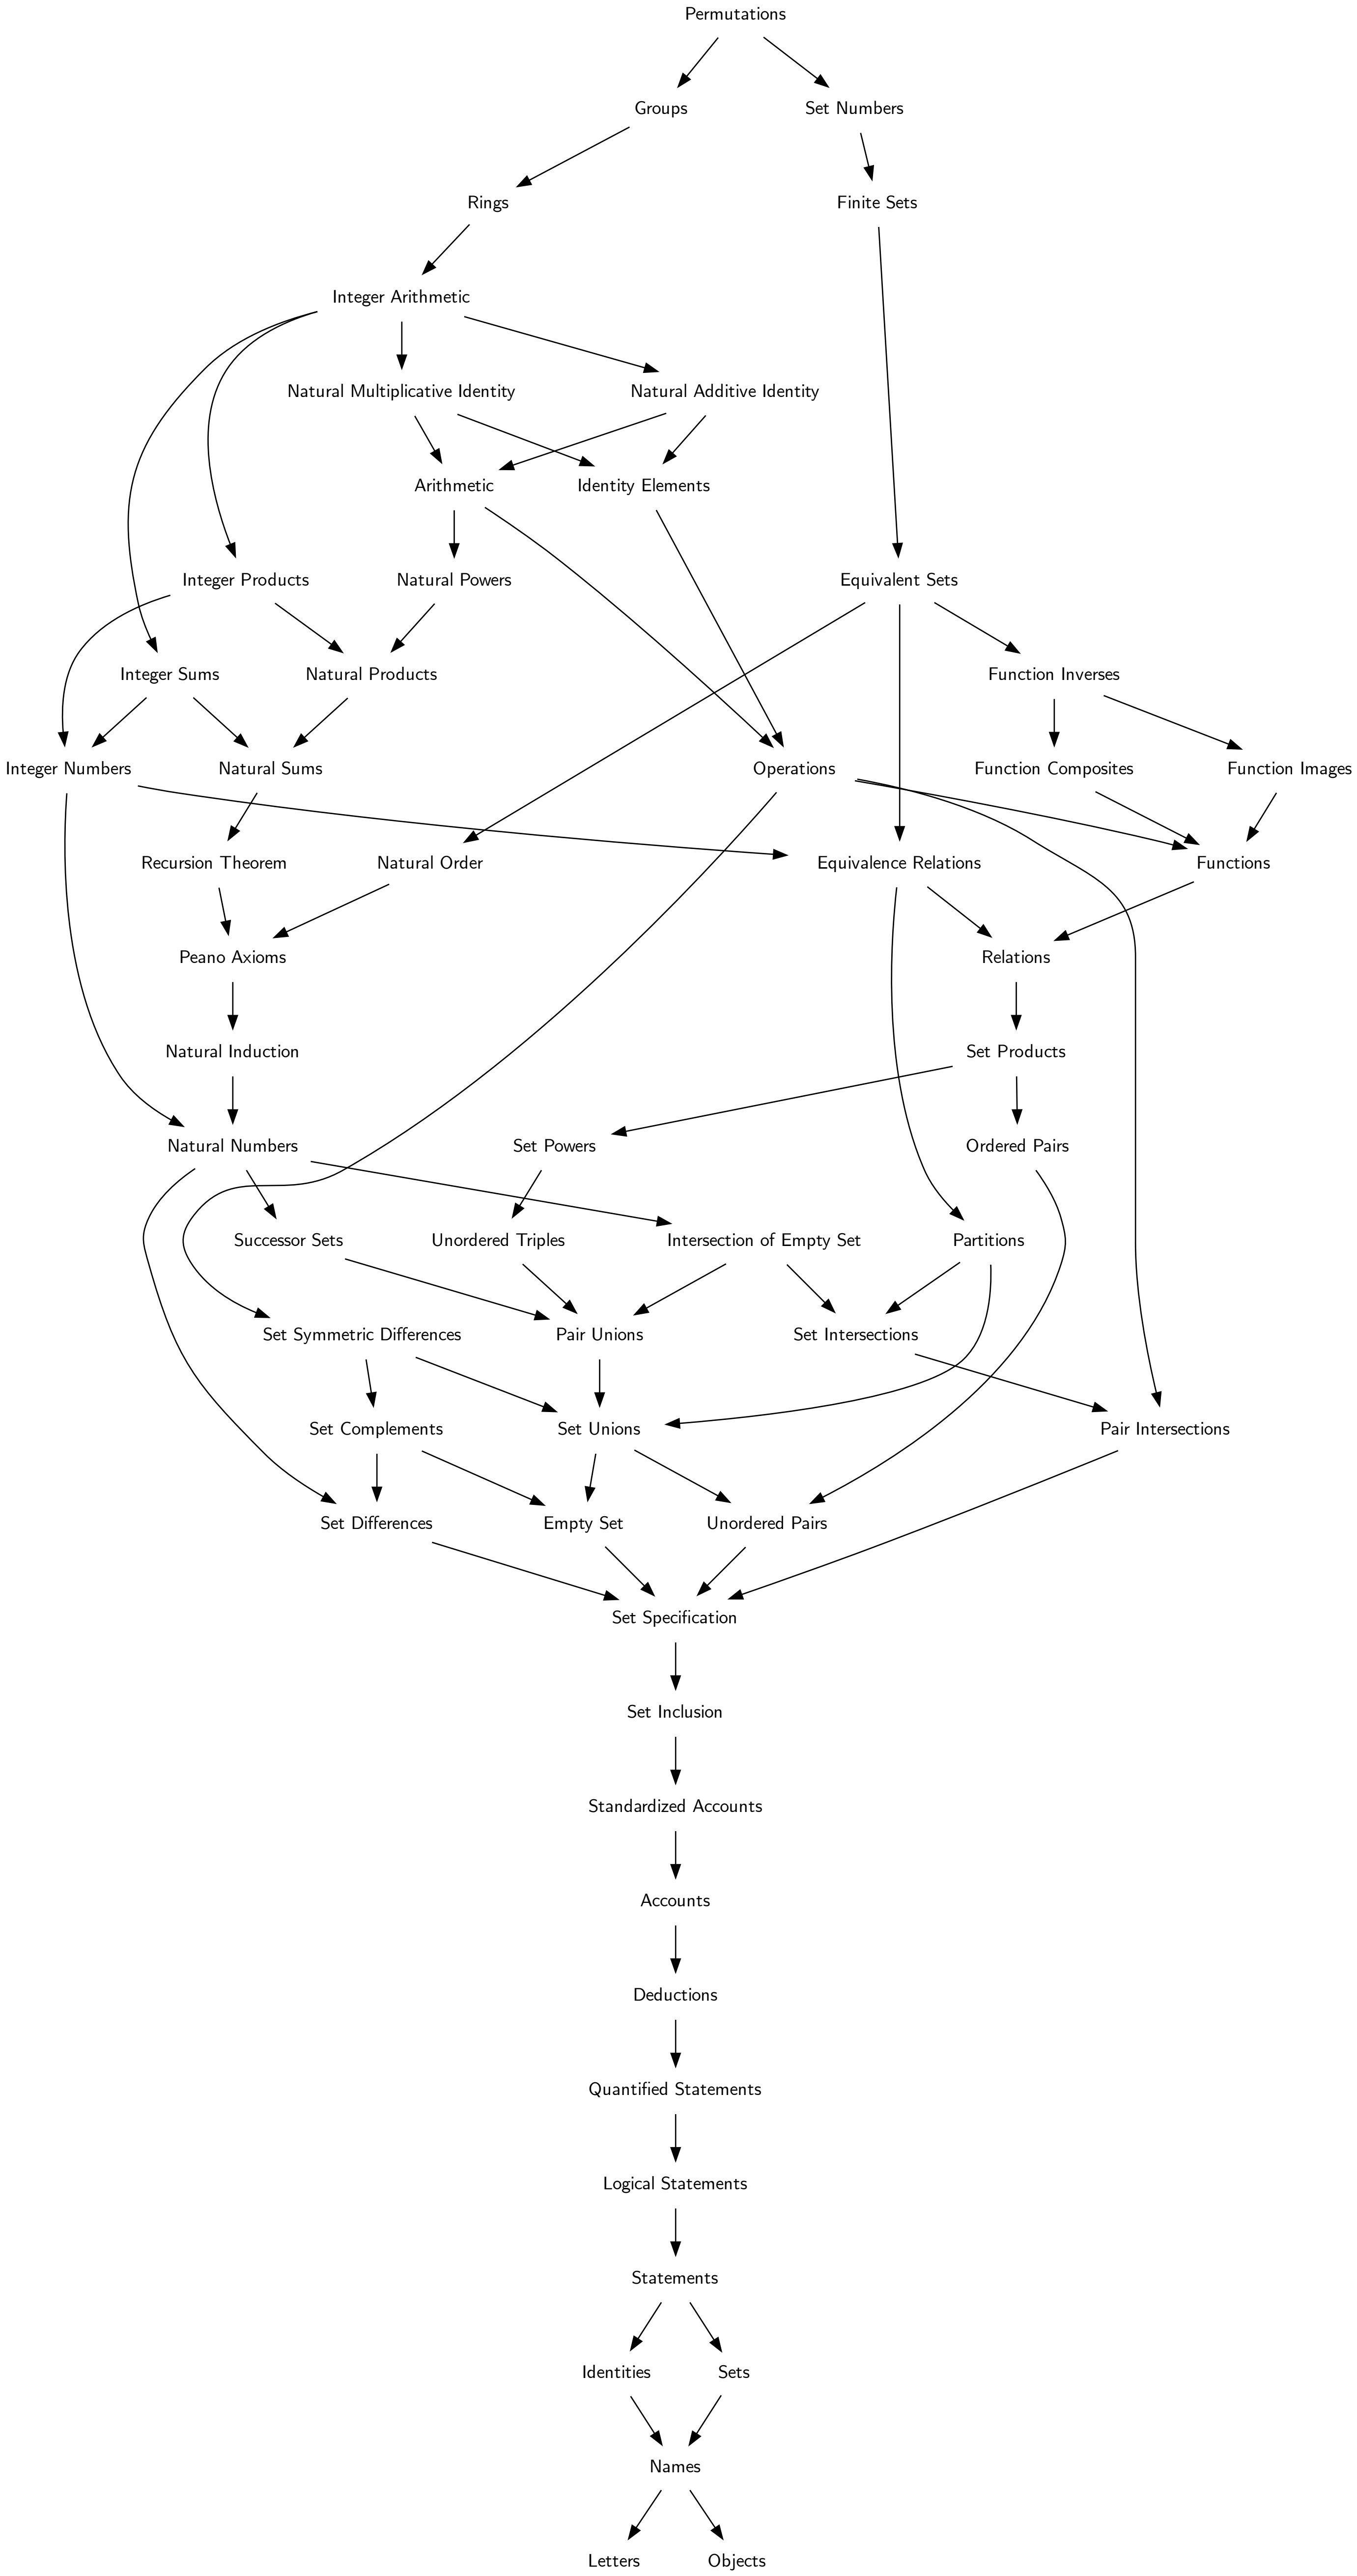 Permutations
Groups
Set Numbers
Rings
Finite Sets
Integer Arithmetic
Natural Multiplicative Identity
Natural Additive Identity
Arithmetic
Identity Elements
Integer Products
Natural Powers
Equivalent Sets
Integer Sums
Natural Products
Function Inverses
Integer Numbers
Natural Sums
Operations
Function Composites
Function Images
Recursion Theorem
Natural Order
Equivalence Relations
Functions
Peano Axioms
Relations
Natural Induction
Set Products
Natural Numbers
Set Powers
Ordered Pairs
Successor Sets
Unordered Triples
Intersection of Empty Set
Partitions
Set Symmetric Differences
Pair Unions
Set Intersections
Set Complements
Set Unions
Pair Intersections
Set Differences
Empty Set
Unordered Pairs
Set Specification
Set Inclusion
Standardized Accounts
Accounts
Deductions
Quantified Statements
Logical Statements
Statements
Identities
Sets
Names
Letters
Objects